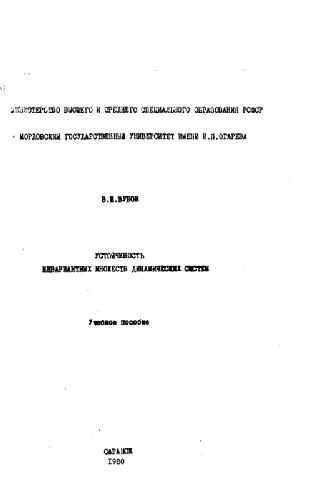 МИНИСТЕРСТВО ВЫСШЕГО И СРЕДНЕГО СПЕЦИАЛЬНОГО ОБРАЗОВАНИЯ РСФСР
МОРДОВСКИЙ ГОСУДАРСТВЕННЫЙ УНИВЕРСИТЕТ ИМЕНИ Н.П.ОГАРЕВА
В.И.ЗУБОВ
УСТОЙЧИВОСТЬ
ИНВАРИАНТНЫХ МНОЖЕСТВ ДИНАМИЧЕСКИХ СИСТЕМ
Учебное пособие
САРАНСК
1980